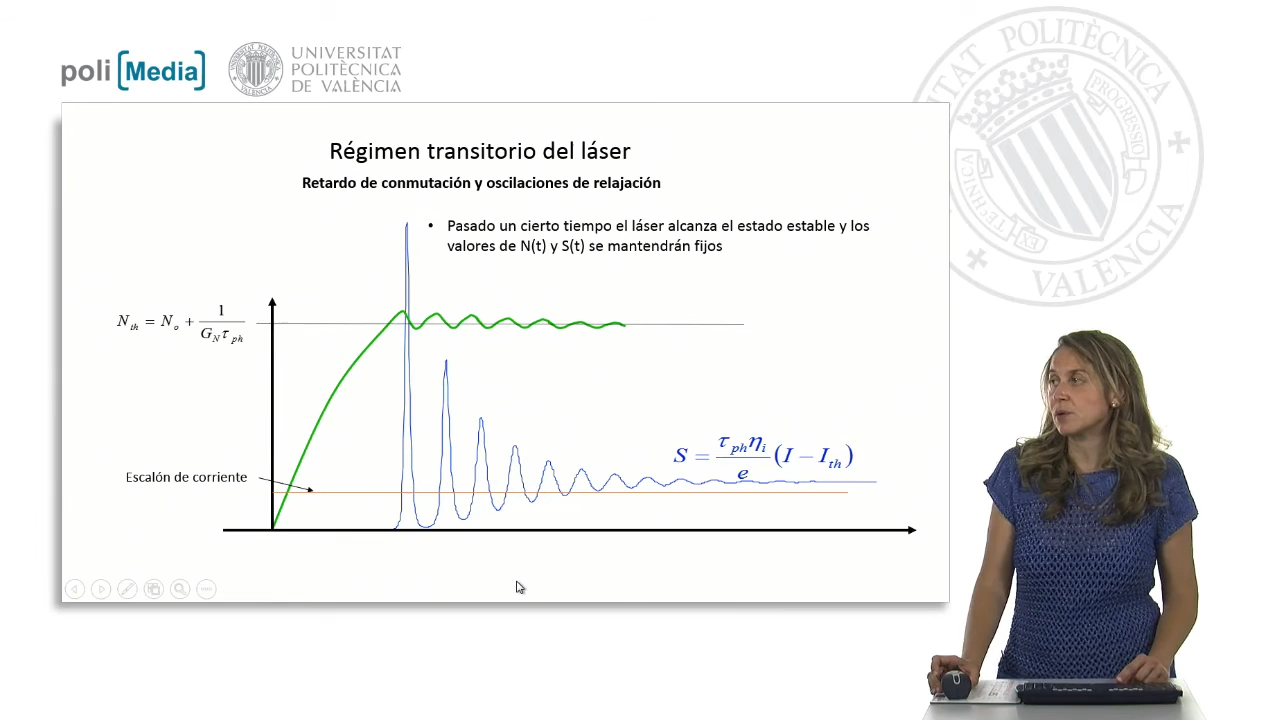 poli [Media]
UNIVERSITAT
POLITÈCNICA
DE VALÈNCIA
Régimen transitorio del láser
Retardo de conmutación y oscilaciones de relajación
• Pasado un cierto tiempo el láser alcanza el estado estable y los
valores de N(t) y S(t) se mantendrán fijos
N_th = N_o + 1 / (G_N τ_ph)
S = (τ_ph η_i / e) (I − I_th)
Escalón de corriente